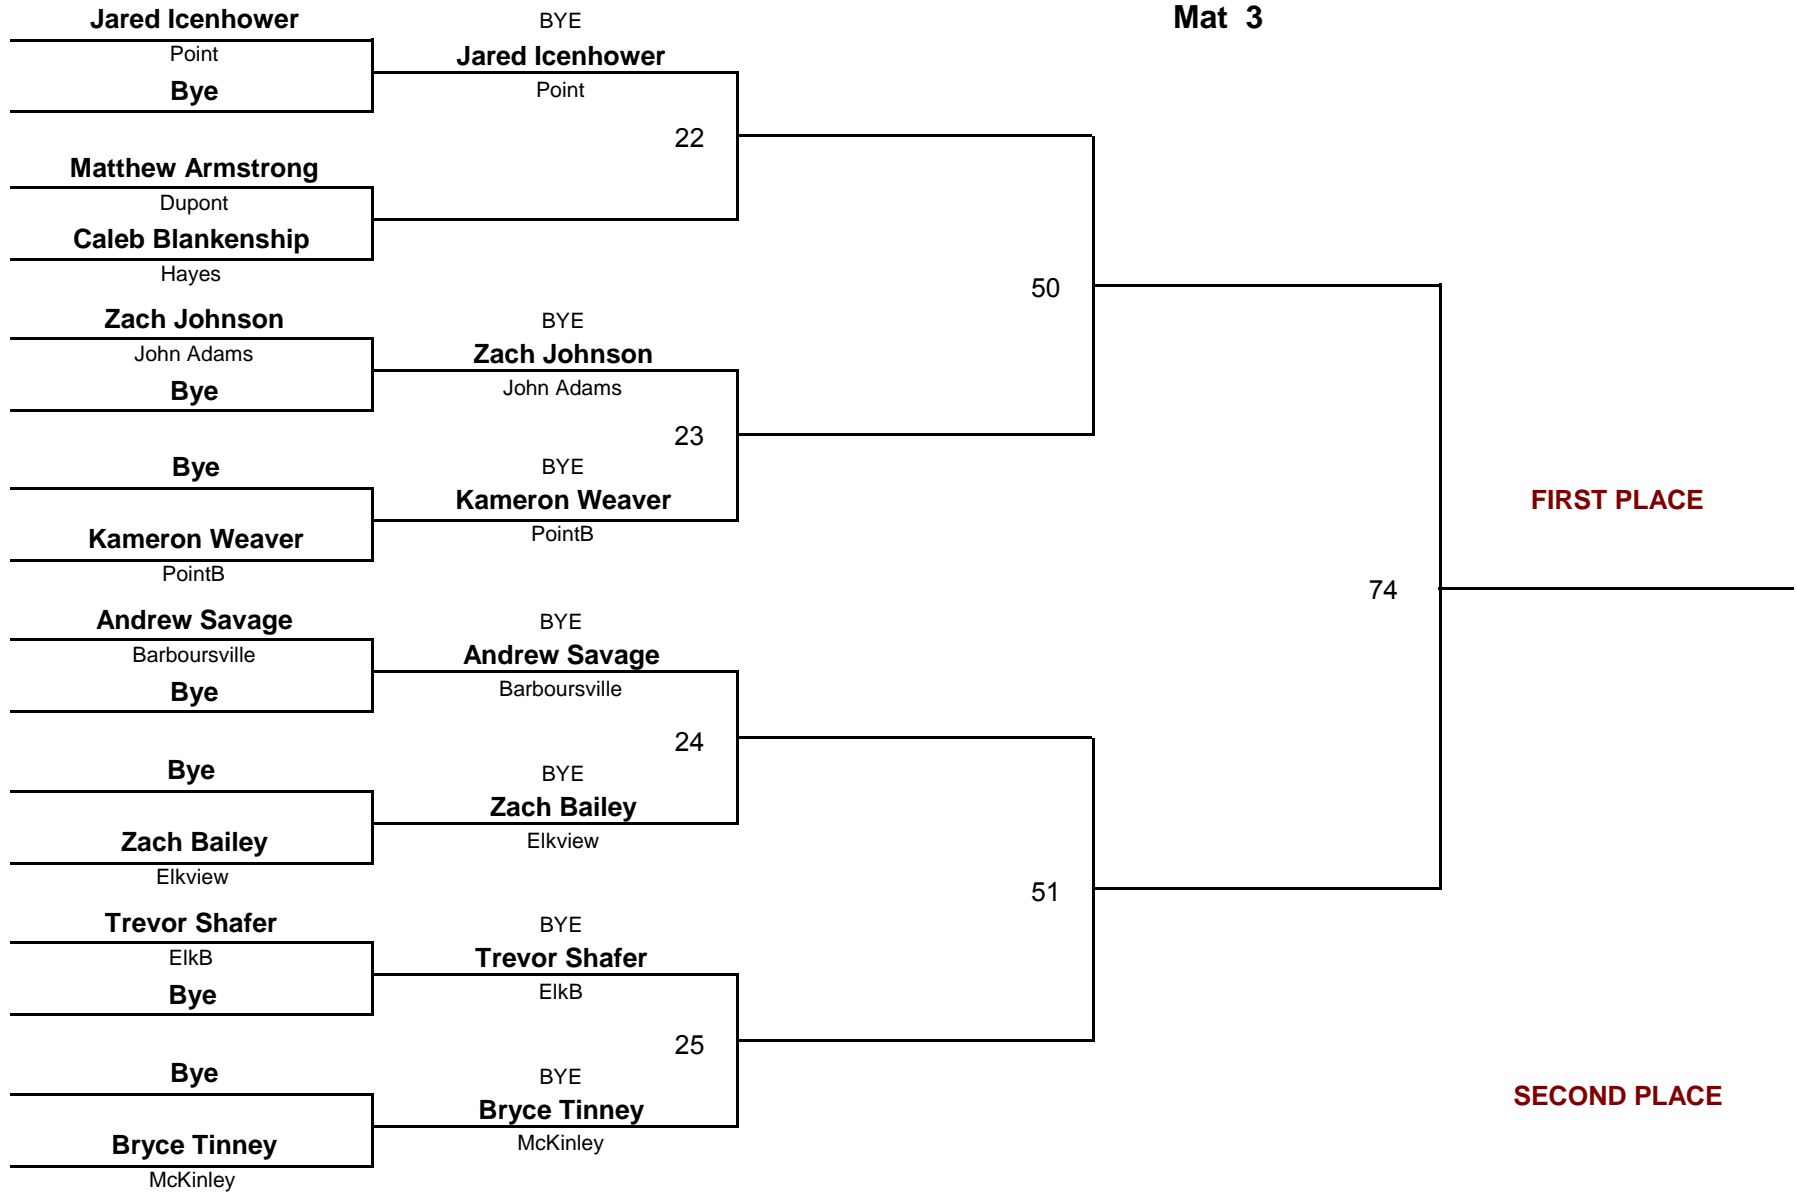 Mat 3
Jared Icenhower
Point
Bye
Matthew Armstrong
Dupont
Caleb Blankenship
Hayes
Zach Johnson
John Adams
Bye
Bye
Kameron Weaver
PointB
Andrew Savage
Barboursville
Bye
Bye
Zach Bailey
Elkview
Trevor Shafer
ElkB
Bye
Bye
Bryce Tinney
McKinley
BYE
Jared Icenhower
Point
22
BYE
Zach Johnson
John Adams
23
BYE
Kameron Weaver
PointB
BYE
Andrew Savage
Barboursville
24
BYE
Zach Bailey
Elkview
BYE
Trevor Shafer
ElkB
25
BYE
Bryce Tinney
McKinley
50
51
74
FIRST PLACE
SECOND PLACE